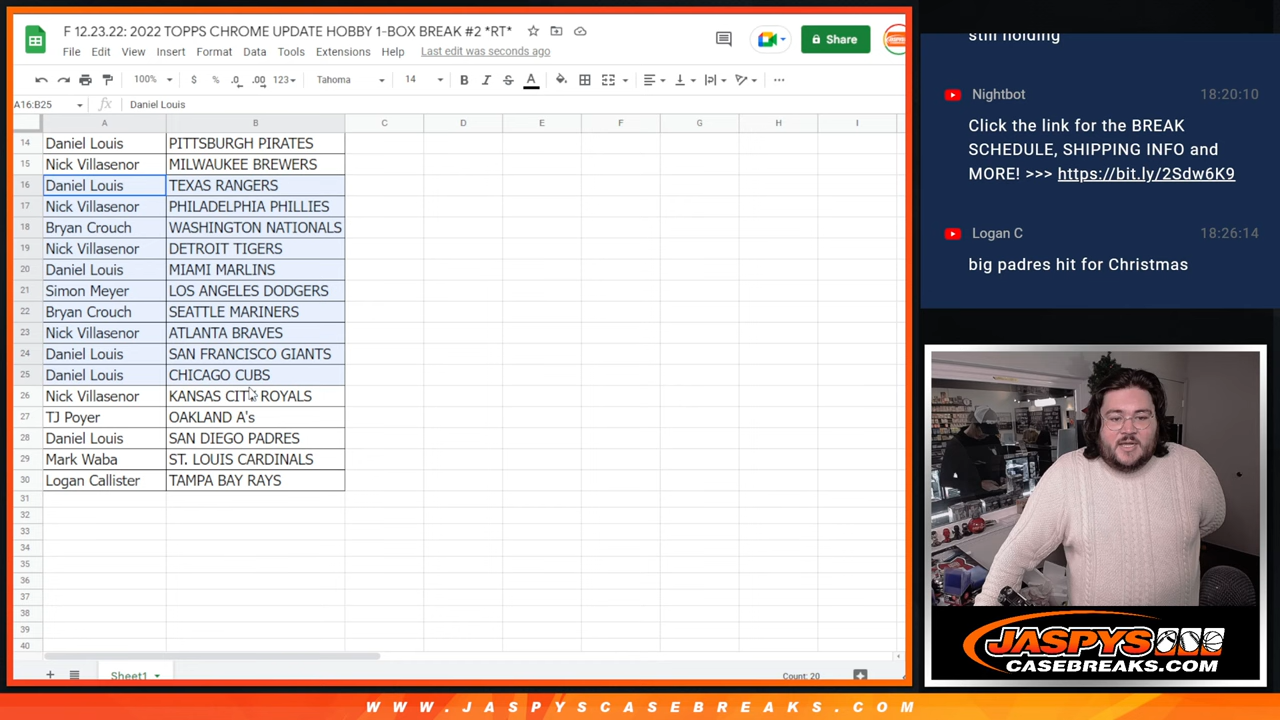 F 12.23.22: 2022 TOPPS CHROME UPDATE HOBBY 1-BOX BREAK #2 *RT*
File Edit View Insert Format Data Tools Extensions Help Last edit was seconds ago
Share
100% $ % .0 .00 123 Tahoma 14 B I S A
A16:B25 fx Daniel Louis
A B C D E F G H I
14 Daniel Louis PITTSBURGH PIRATES
15 Nick Villasenor MILWAUKEE BREWERS
16 Daniel Louis TEXAS RANGERS
17 Nick Villasenor PHILADELPHIA PHILLIES
18 Bryan Crouch WASHINGTON NATIONALS
19 Nick Villasenor DETROIT TIGERS
20 Daniel Louis MIAMI MARLINS
21 Simon Meyer LOS ANGELES DODGERS
22 Bryan Crouch SEATTLE MARINERS
23 Nick Villasenor ATLANTA BRAVES
24 Daniel Louis SAN FRANCISCO GIANTS
25 Daniel Louis CHICAGO CUBS
26 Nick Villasenor KANSAS CITY ROYALS
27 TJ Poyer OAKLAND A's
28 Daniel Louis SAN DIEGO PADRES
29 Mark Waba ST. LOUIS CARDINALS
30 Logan Callister TAMPA BAY RAYS
31
32
33
34
35
36
37
38
39
40
Sheet1
Count: 20
still holding
Nightbot 18:20:10
Click the link for the BREAK
SCHEDULE, SHIPPING INFO and
MORE! >>> https://bit.ly/2Sdw6K9
Logan C 18:26:14
big padres hit for Christmas
JASPYS
CASEBREAKS.COM
WWW.JASPYSCASEBREAKS.COM